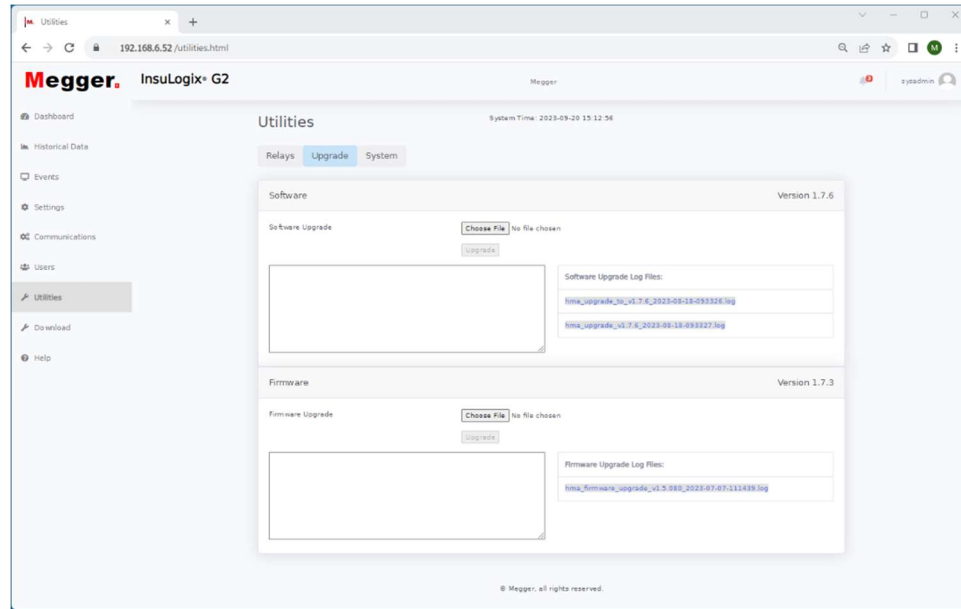 Utilities
192.168.6.52 /utilities.html
M
Megger.
InsuLogix® G2
Megger
3
sysadmin
Dashboard
Historical Data
Events
Settings
Communications
Users
Utilities
Download
Help
Utilities
System Time: 2023-09-20 15:12:56
Relays Upgrade System
Software
Version 1.7.6
Software Upgrade
Choose File No file chosen
Upgrade
Software Upgrade Log Files:
hma_upgrade_to_v1.7.6_2023-08-18-093326.log
hma_upgrade_v1.7.6_2023-08-18-093327.log
Firmware
Version 1.7.3
Firmware Upgrade
Choose File No file chosen
Upgrade
Firmware Upgrade Log Files:
hma_firmware_upgrade_v1.5.080_2023-07-07-111439.log
© Megger, all rights reserved.